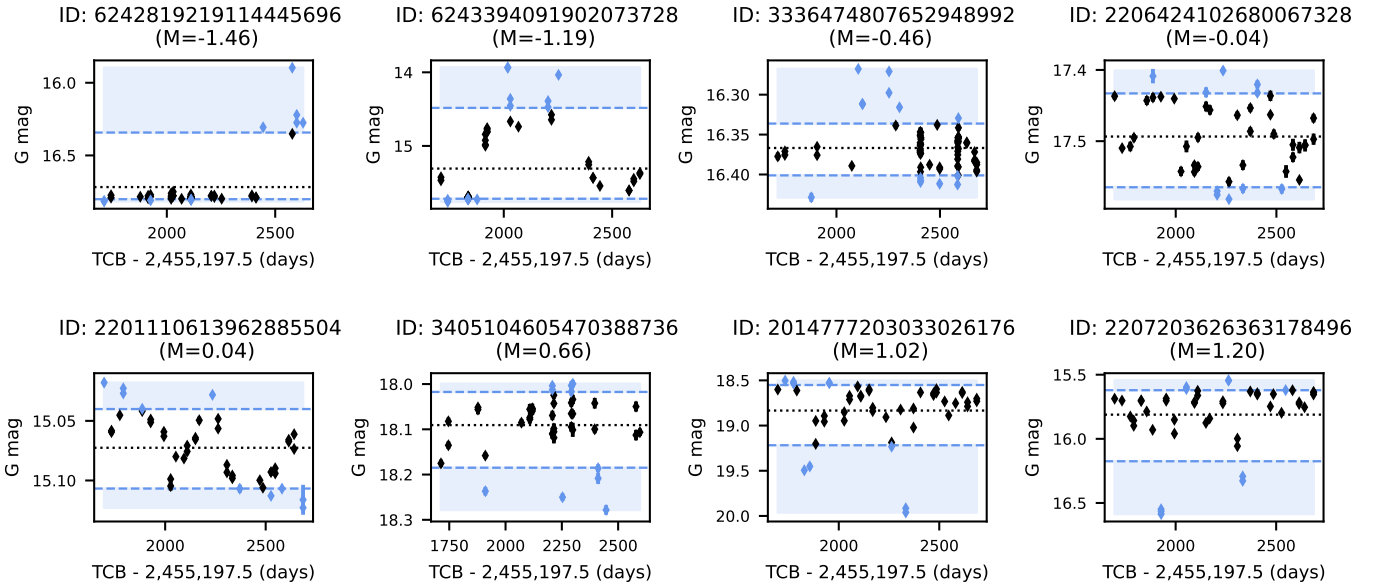 ID: 6242819219114445696
(M=-1.46)
16.0
16.5
G mag
2000
2500
TCB - 2,455,197.5 (days)
ID: 6243394091902073728
(M=-1.19)
14
15
G mag
2000
2500
TCB - 2,455,197.5 (days)
ID: 3336474807652948992
(M=-0.46)
16.30
16.35
16.40
G mag
2000
2500
TCB - 2,455,197.5 (days)
ID: 2206424102680067328
(M=-0.04)
17.4
17.5
G mag
2000
2500
TCB - 2,455,197.5 (days)
ID: 2201110613962885504
(M=0.04)
15.05
15.10
G mag
2000
2500
TCB - 2,455,197.5 (days)
ID: 3405104605470388736
(M=0.66)
18.0
18.1
18.2
18.3
G mag
1750
2000
2250
2500
TCB - 2,455,197.5 (days)
ID: 2014777203033026176
(M=1.02)
18.5
19.0
19.5
20.0
G mag
2000
2500
TCB - 2,455,197.5 (days)
ID: 2207203626363178496
(M=1.20)
15.5
16.0
16.5
G mag
2000
2500
TCB - 2,455,197.5 (days)